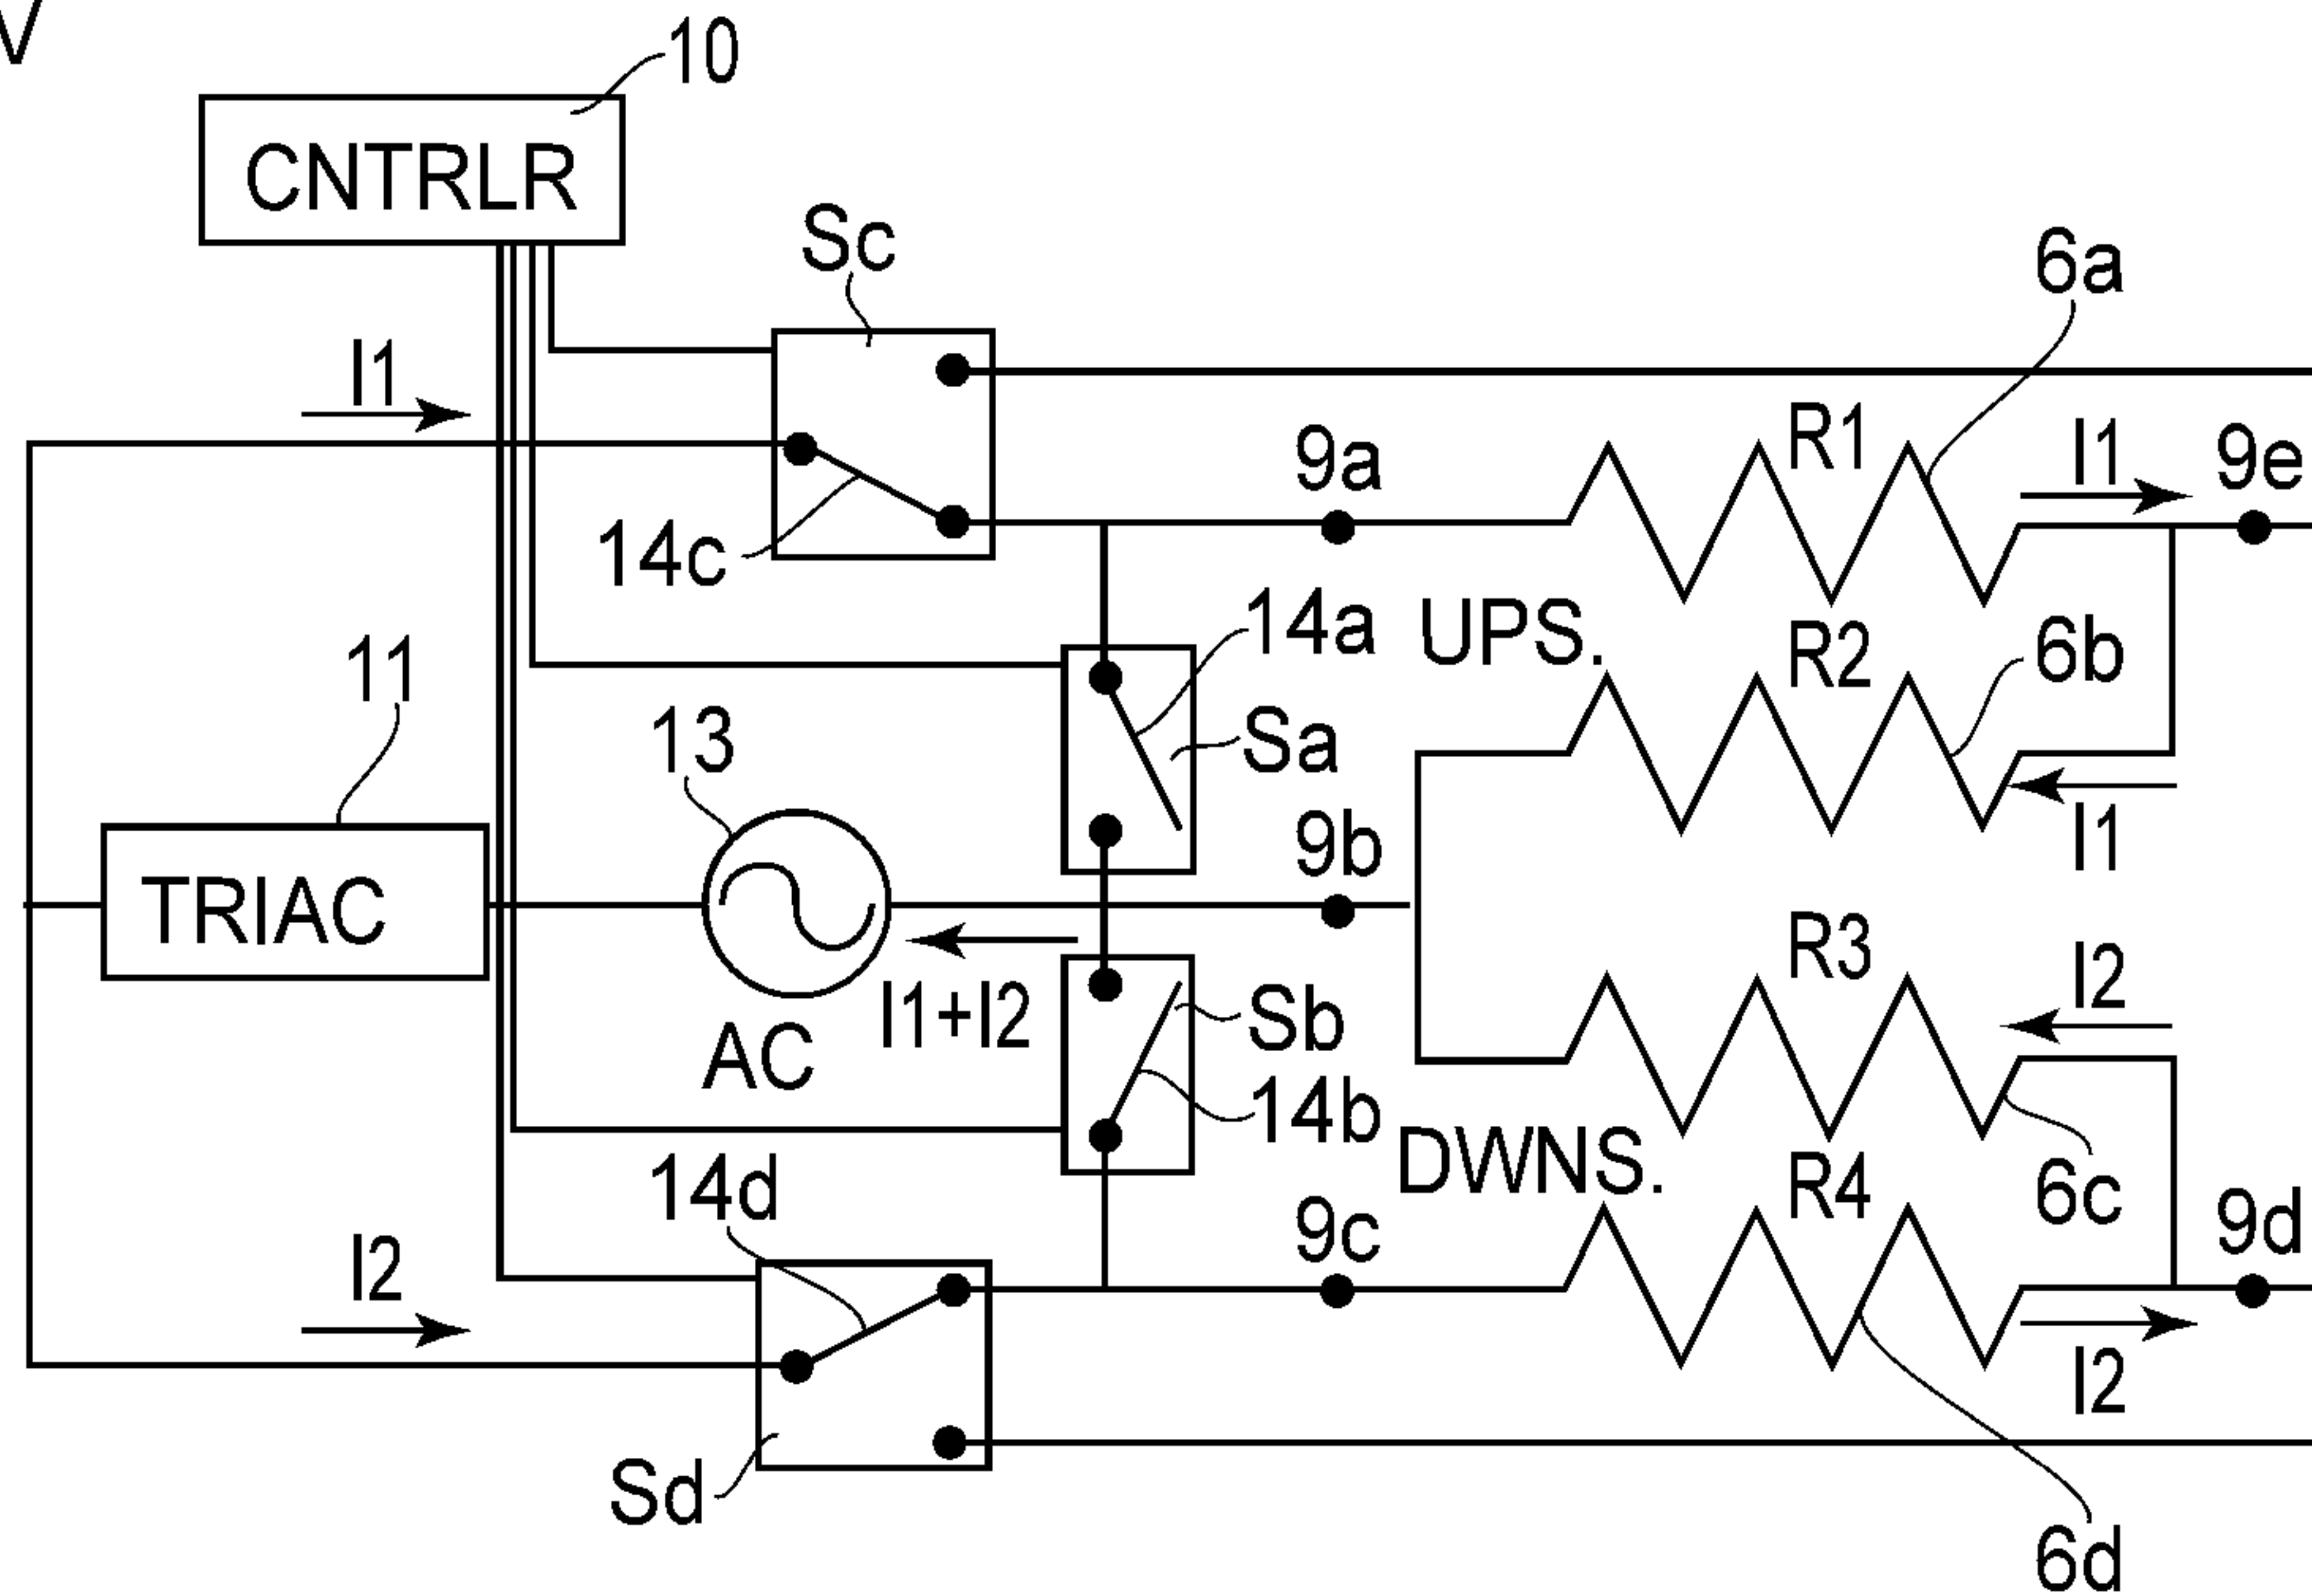 V
10
CNTRLR
Sc
6a
I1
R1
I1
9e
9a
14c
14a
UPS.
R2
6b
11
13
Sa
9b
I1
TRIAC
R3
I2
I1+I2
Sb
AC
14b
DWNS.
14d
R4
6c
9c
9d
I2
I2
Sd
6d